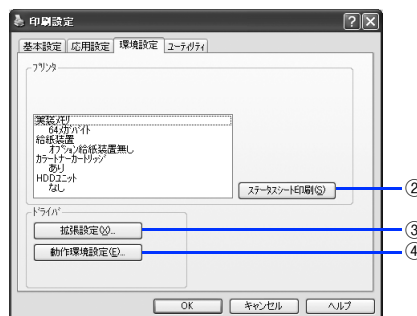 印刷設定
基本設定 応用設定 環境設定 ユーティリティ
プリンタ
実装メモリ
64メガバイト
給紙装置
オプション給紙装置無し
カラートナーカートリッジ
あり
HDDユニット
なし
ステータスシート印刷(S)
②
ドライバ
拡張設定(X)...
③
動作環境設定(E)...
④
OK キャンセル ヘルプ